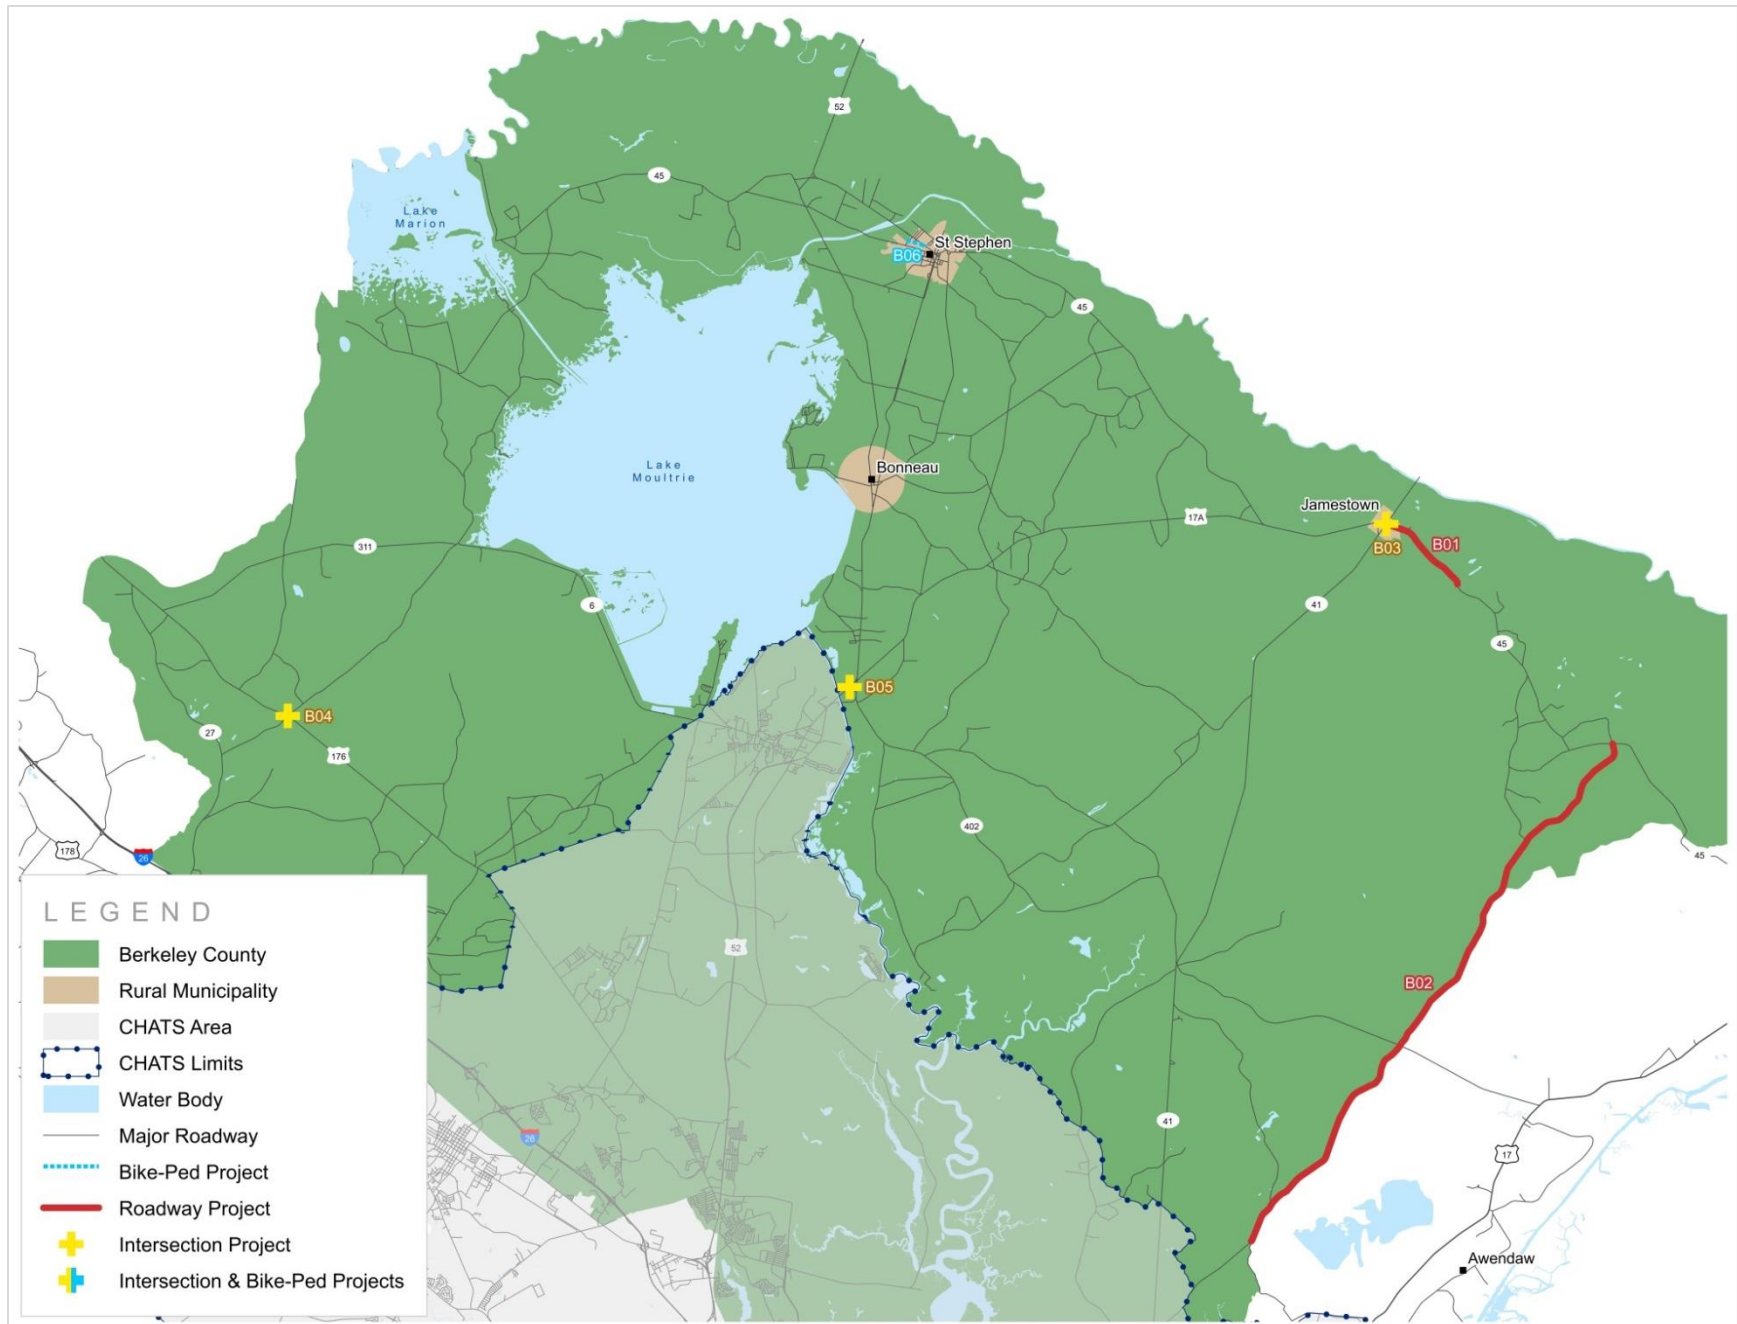 52
45
Lake
Marion
St Stephen
B06
45
Lake
Moultrie
Bonneau
Jamestown
17A
B03
B01
311
6
41
45
B05
B04
27
176
402
178
26
45
52
B02
26
41
17
Awendaw
LEGEND
Berkeley County
Rural Municipality
CHATS Area
CHATS Limits
Water Body
Major Roadway
Bike-Ped Project
Roadway Project
Intersection Project
Intersection & Bike-Ped Projects